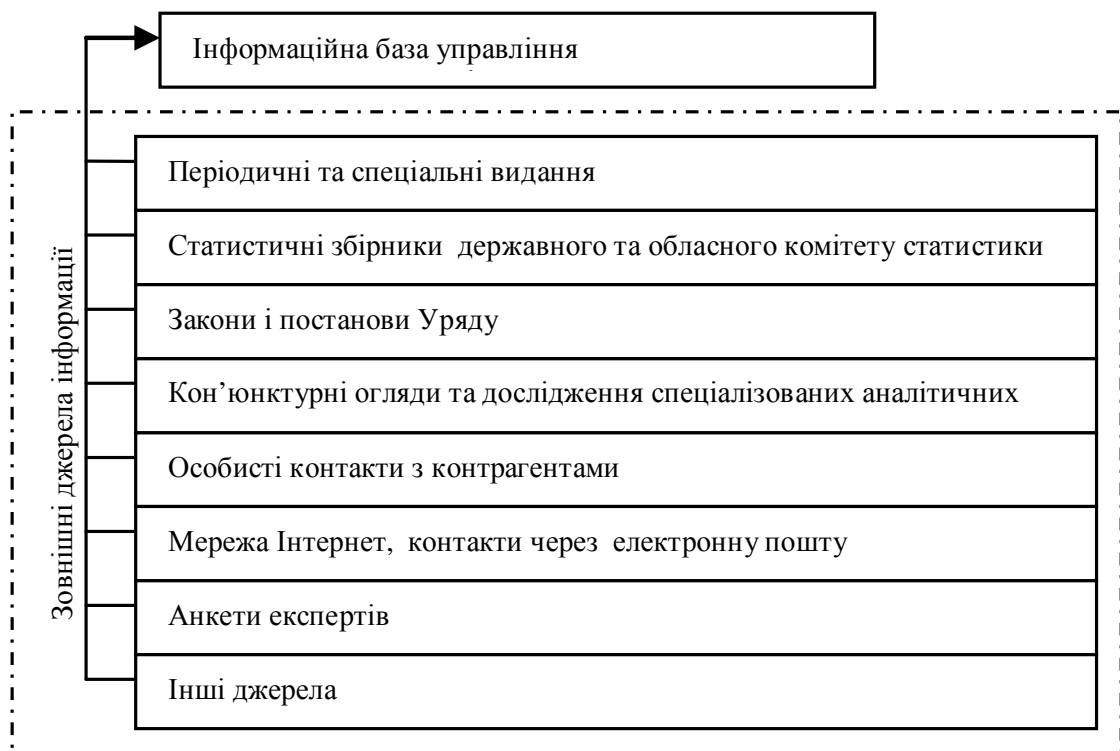 Інформаційна база управління
Зовнішні джерела інформації
Періодичні та спеціальні видання
Статистичні збірники державного та обласного комітету статистики
Закони і постанови Уряду
Кон’юнктурні огляди та дослідження спеціалізованих аналітичних
Особисті контакти з контрагентами
Мережа Інтернет, контакти через електронну пошту
Анкети експертів
Інші джерела